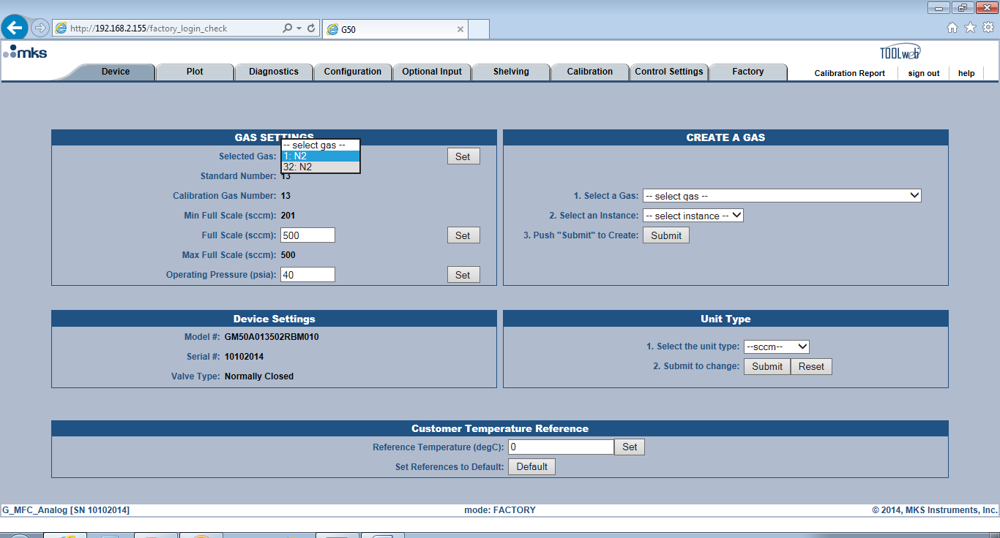 http://192.168.2.155/factory_login_check
G50
mks
TOOLweb
Device Plot Diagnostics Configuration Optional Input Shelving Calibration Control Settings Factory Calibration Report sign out help
GAS SETTINGS
-- select gas --
Selected Gas: 1: N2 Set
32: N2
Standard Number: 13
Calibration Gas Number: 13
Min Full Scale (sccm): 201
Full Scale (sccm): 500 Set
Max Full Scale (sccm): 500
Operating Pressure (psia): 40 Set
CREATE A GAS
1. Select a Gas: -- select gas --
2. Select an Instance: -- select instance --
3. Push "Submit" to Create: Submit
Device Settings
Model #: GM50A013502RBM010
Serial #: 10102014
Valve Type: Normally Closed
Unit Type
1. Select the unit type: --sccm--
2. Submit to change: Submit Reset
Customer Temperature Reference
Reference Temperature (degC): 0 Set
Set References to Default: Default
G_MFC_Analog [SN 10102014] mode: FACTORY © 2014, MKS Instruments, Inc.